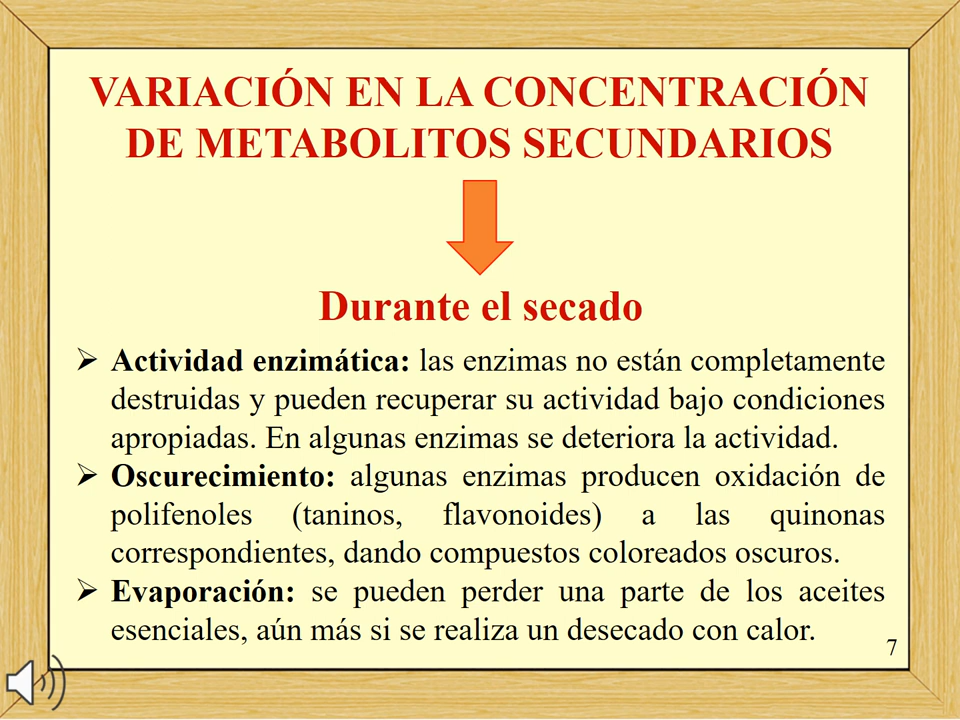 VARIACIÓN EN LA CONCENTRACIÓN
DE METABOLITOS SECUNDARIOS
Durante el secado
➢ Actividad enzimática: las enzimas no están completamente
destruidas y pueden recuperar su actividad bajo condiciones
apropiadas. En algunas enzimas se deteriora la actividad.
➢ Oscurecimiento: algunas enzimas producen oxidación de
polifenoles (taninos, flavonoides) a las quinonas
correspondientes, dando compuestos coloreados oscuros.
➢ Evaporación: se pueden perder una parte de los aceites
esenciales, aún más si se realiza un desecado con calor.
7